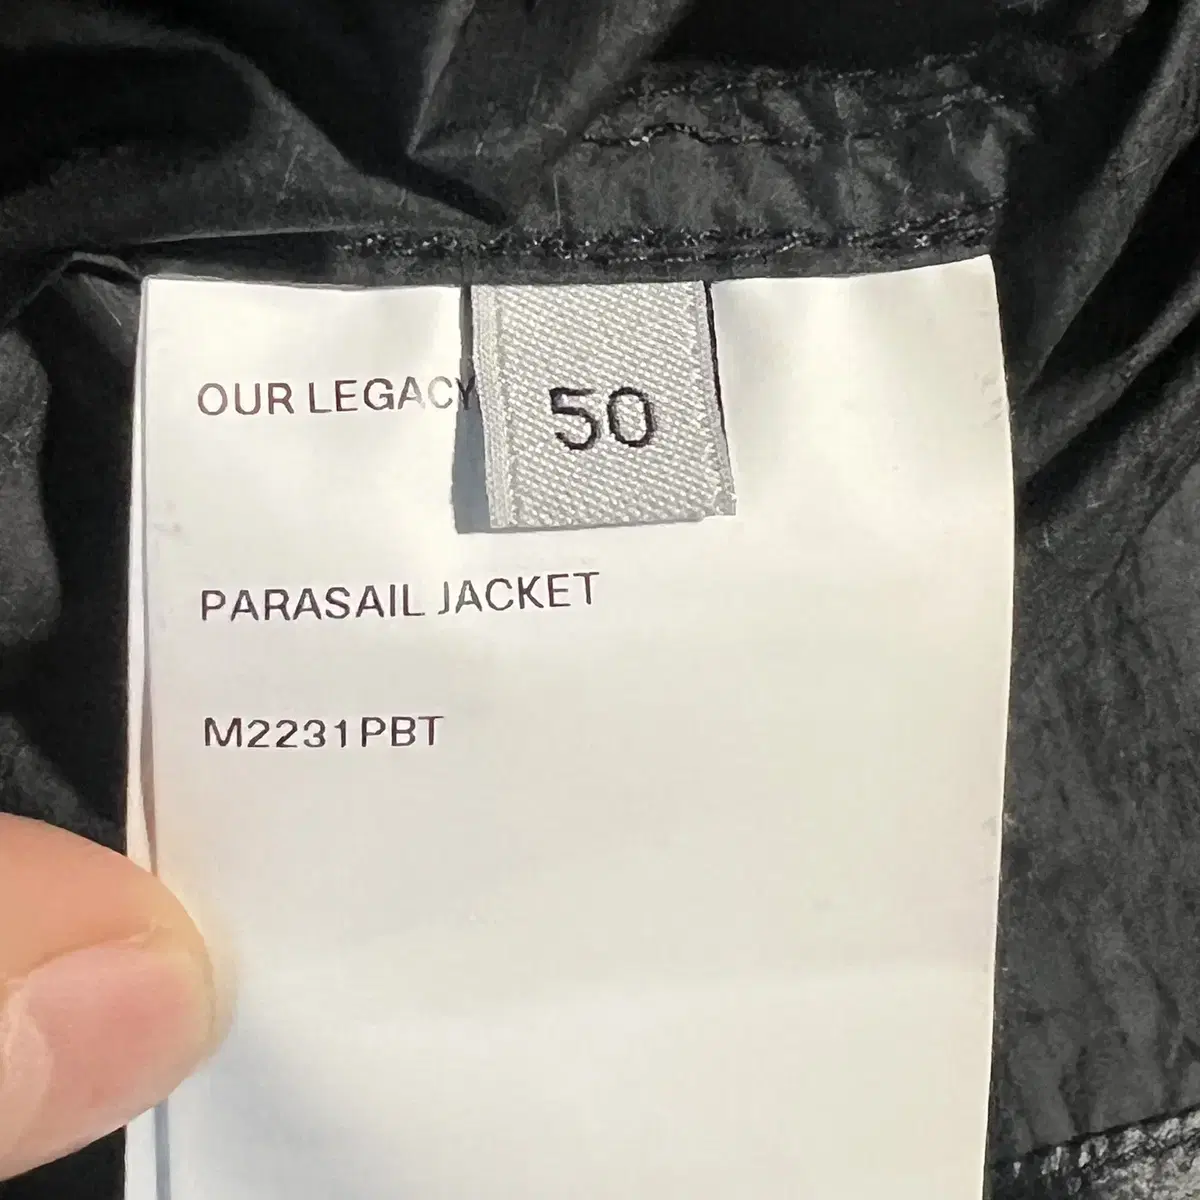 OUR LEGACY
50
PARASAIL JACKET
M2231PBT